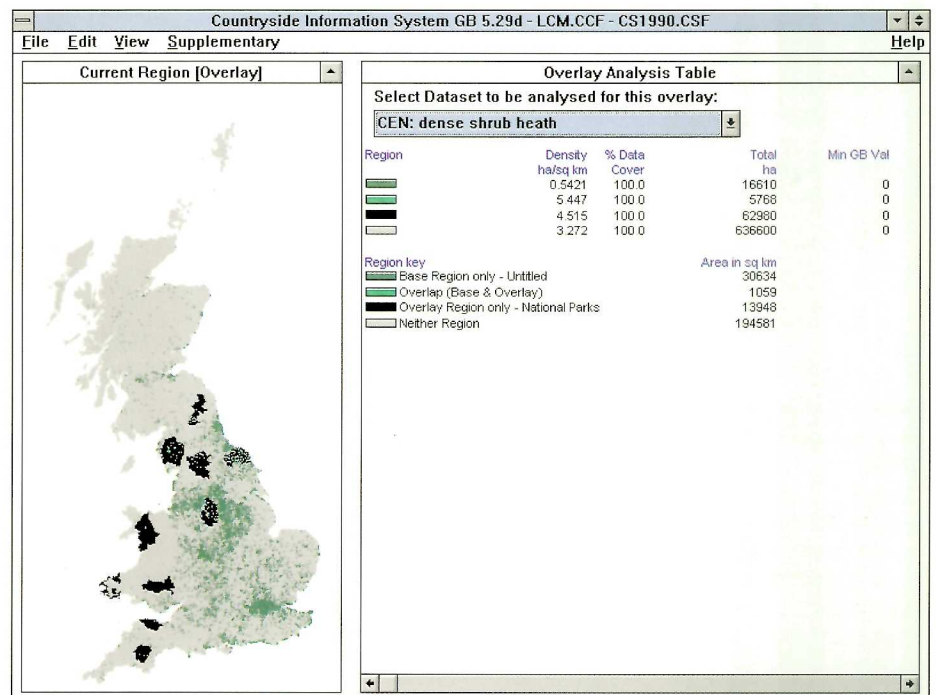 Countryside Information System GB 5.29d - LCM.CCF - CS1990.CSF
File Edit View Supplementary Help
Current Region [Overlay]
Overlay Analysis Table
Select Dataset to be analysed for this overlay:
CEN: dense shrub heath
Region Density % Data Total Min GB Val
ha/sq km Cover ha
0.5421 100.0 16610 0
5 447 100 0 5768 0
4.515 100.0 62980 0
3.272 100 0 636600 0
Region key Area in sq km
Base Region only - Untitled 30634
Overlap (Base & Overlay) 1059
Overlay Region only - National Parks 13948
Neither Region 194581